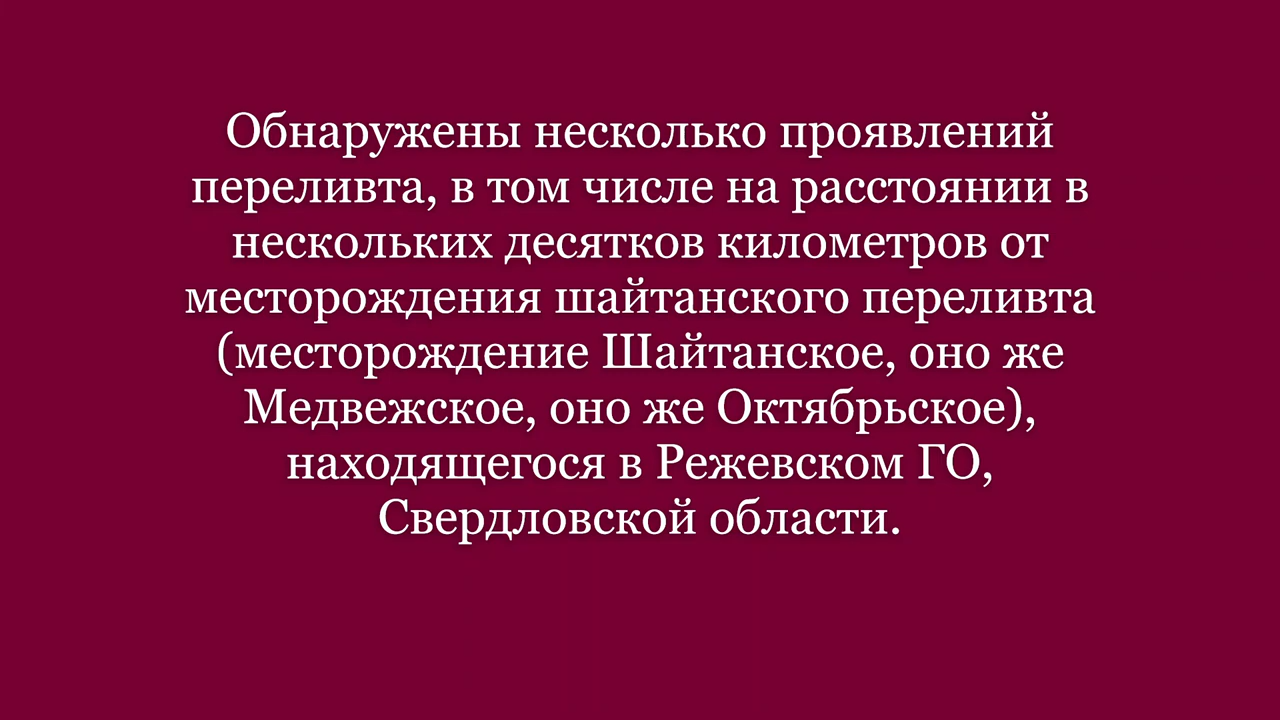 Обнаружены несколько проявлений
переливта, в том числе на расстоянии в
нескольких десятков километров от
месторождения шайтанского переливта
(месторождение Шайтанское, оно же
Медвежское, оно же Октябрьское),
находящегося в Режевском ГО,
Свердловской области.